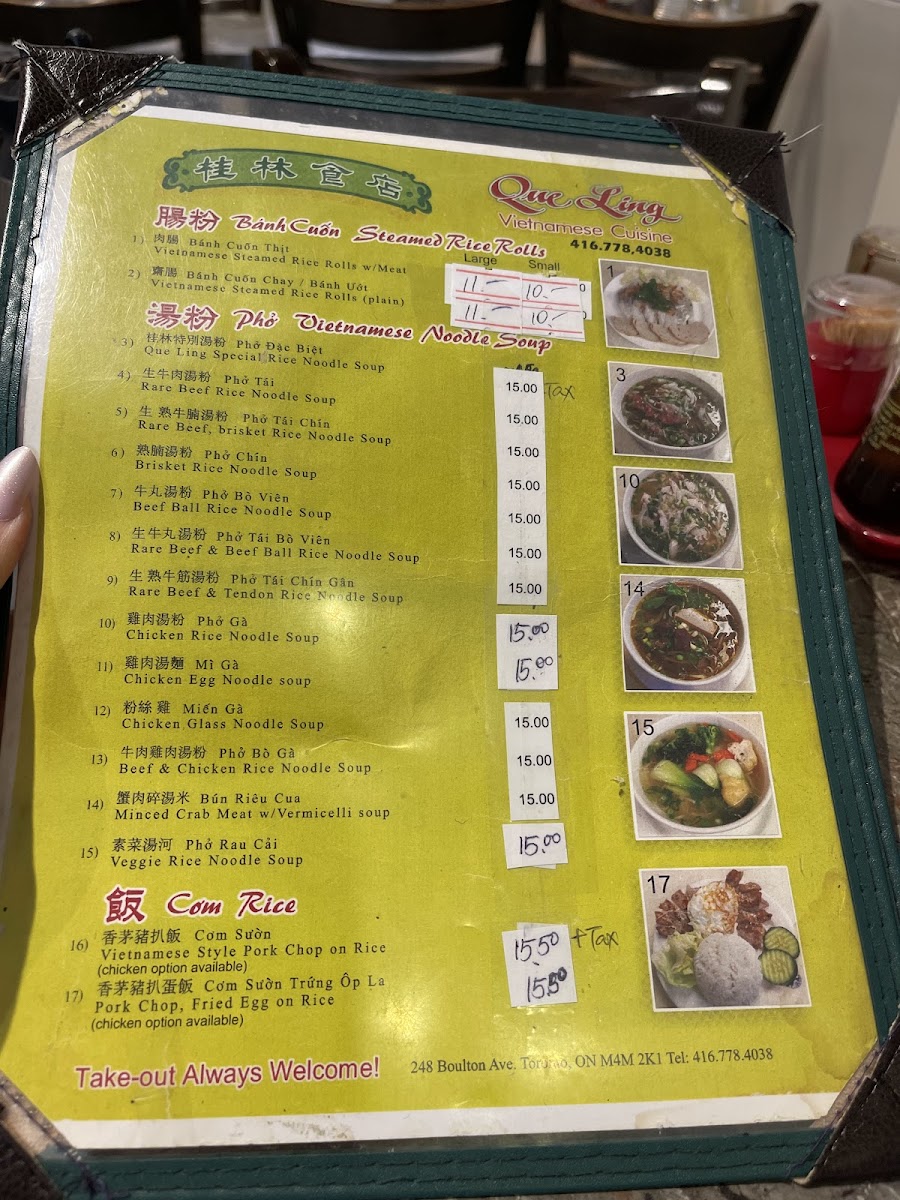 桂林食店
Que Ling
Vietnamese Cuisine
416.778,4038
腸粉 Bánh Cuốn Steamed Rice Rolls
Large Small
1) 肉腸 Bánh Cuốn Thịt
Vietnamese Steamed Rice Rolls w/Meat
11.— 10.—
2) 齋腸 Bánh Cuốn Chay / Bánh Ướt
Vietnamese Steamed Rice Rolls (plain)
11.— 10.—
湯粉 Phở Vietnamese Noodle Soup
3) 桂林特別湯粉 Phở Đặc Biệt
Que Ling Special Rice Noodle Soup
15.00 Tax
4) 生牛肉湯粉 Phở Tái
Rare Beef Rice Noodle Soup
15.00
5) 生 熟牛腩湯粉 Phở Tái Chín
Rare Beef, brisket Rice Noodle Soup
15.00
6) 熟腩湯粉 Phở Chín
Brisket Rice Noodle Soup
15.00
7) 牛丸湯粉 Phở Bò Viên
Beef Ball Rice Noodle Soup
15.00
8) 生牛丸湯粉 Phở Tái Bò Viên
Rare Beef & Beef Ball Rice Noodle Soup
15.00
9) 生 熟牛筋湯粉 Phở Tái Chín Gân
Rare Beef & Tendon Rice Noodle Soup
15.00
10) 雞肉湯粉 Phở Gà
Chicken Rice Noodle Soup
15.00
11) 雞肉湯麵 Mì Gà
Chicken Egg Noodle soup
15.00
12) 粉絲 雞 Miến Gà
Chicken Glass Noodle Soup
15.00
13) 牛肉雞肉湯粉 Phở Bò Gà
Beef & Chicken Rice Noodle Soup
15.00
14) 蟹肉碎湯米 Bún Riêu Cua
Minced Crab Meat w/Vermicelli soup
15.00
15) 素菜湯河 Phở Rau Cải
Veggie Rice Noodle Soup
15.00
飯 Cơm Rice
16) 香茅豬扒飯 Cơm Sườn
Vietnamese Style Pork Chop on Rice
(chicken option available)
15.50 + Tax
17) 香茅豬扒蛋飯 Cơm Sườn Trứng Ốp La
Pork Chop, Fried Egg on Rice
(chicken option available)
15.50
1
3
10
14
15
17
Take-out Always Welcome!
248 Boulton Ave. Toronto, ON M4M 2K1 Tel: 416.778.4038